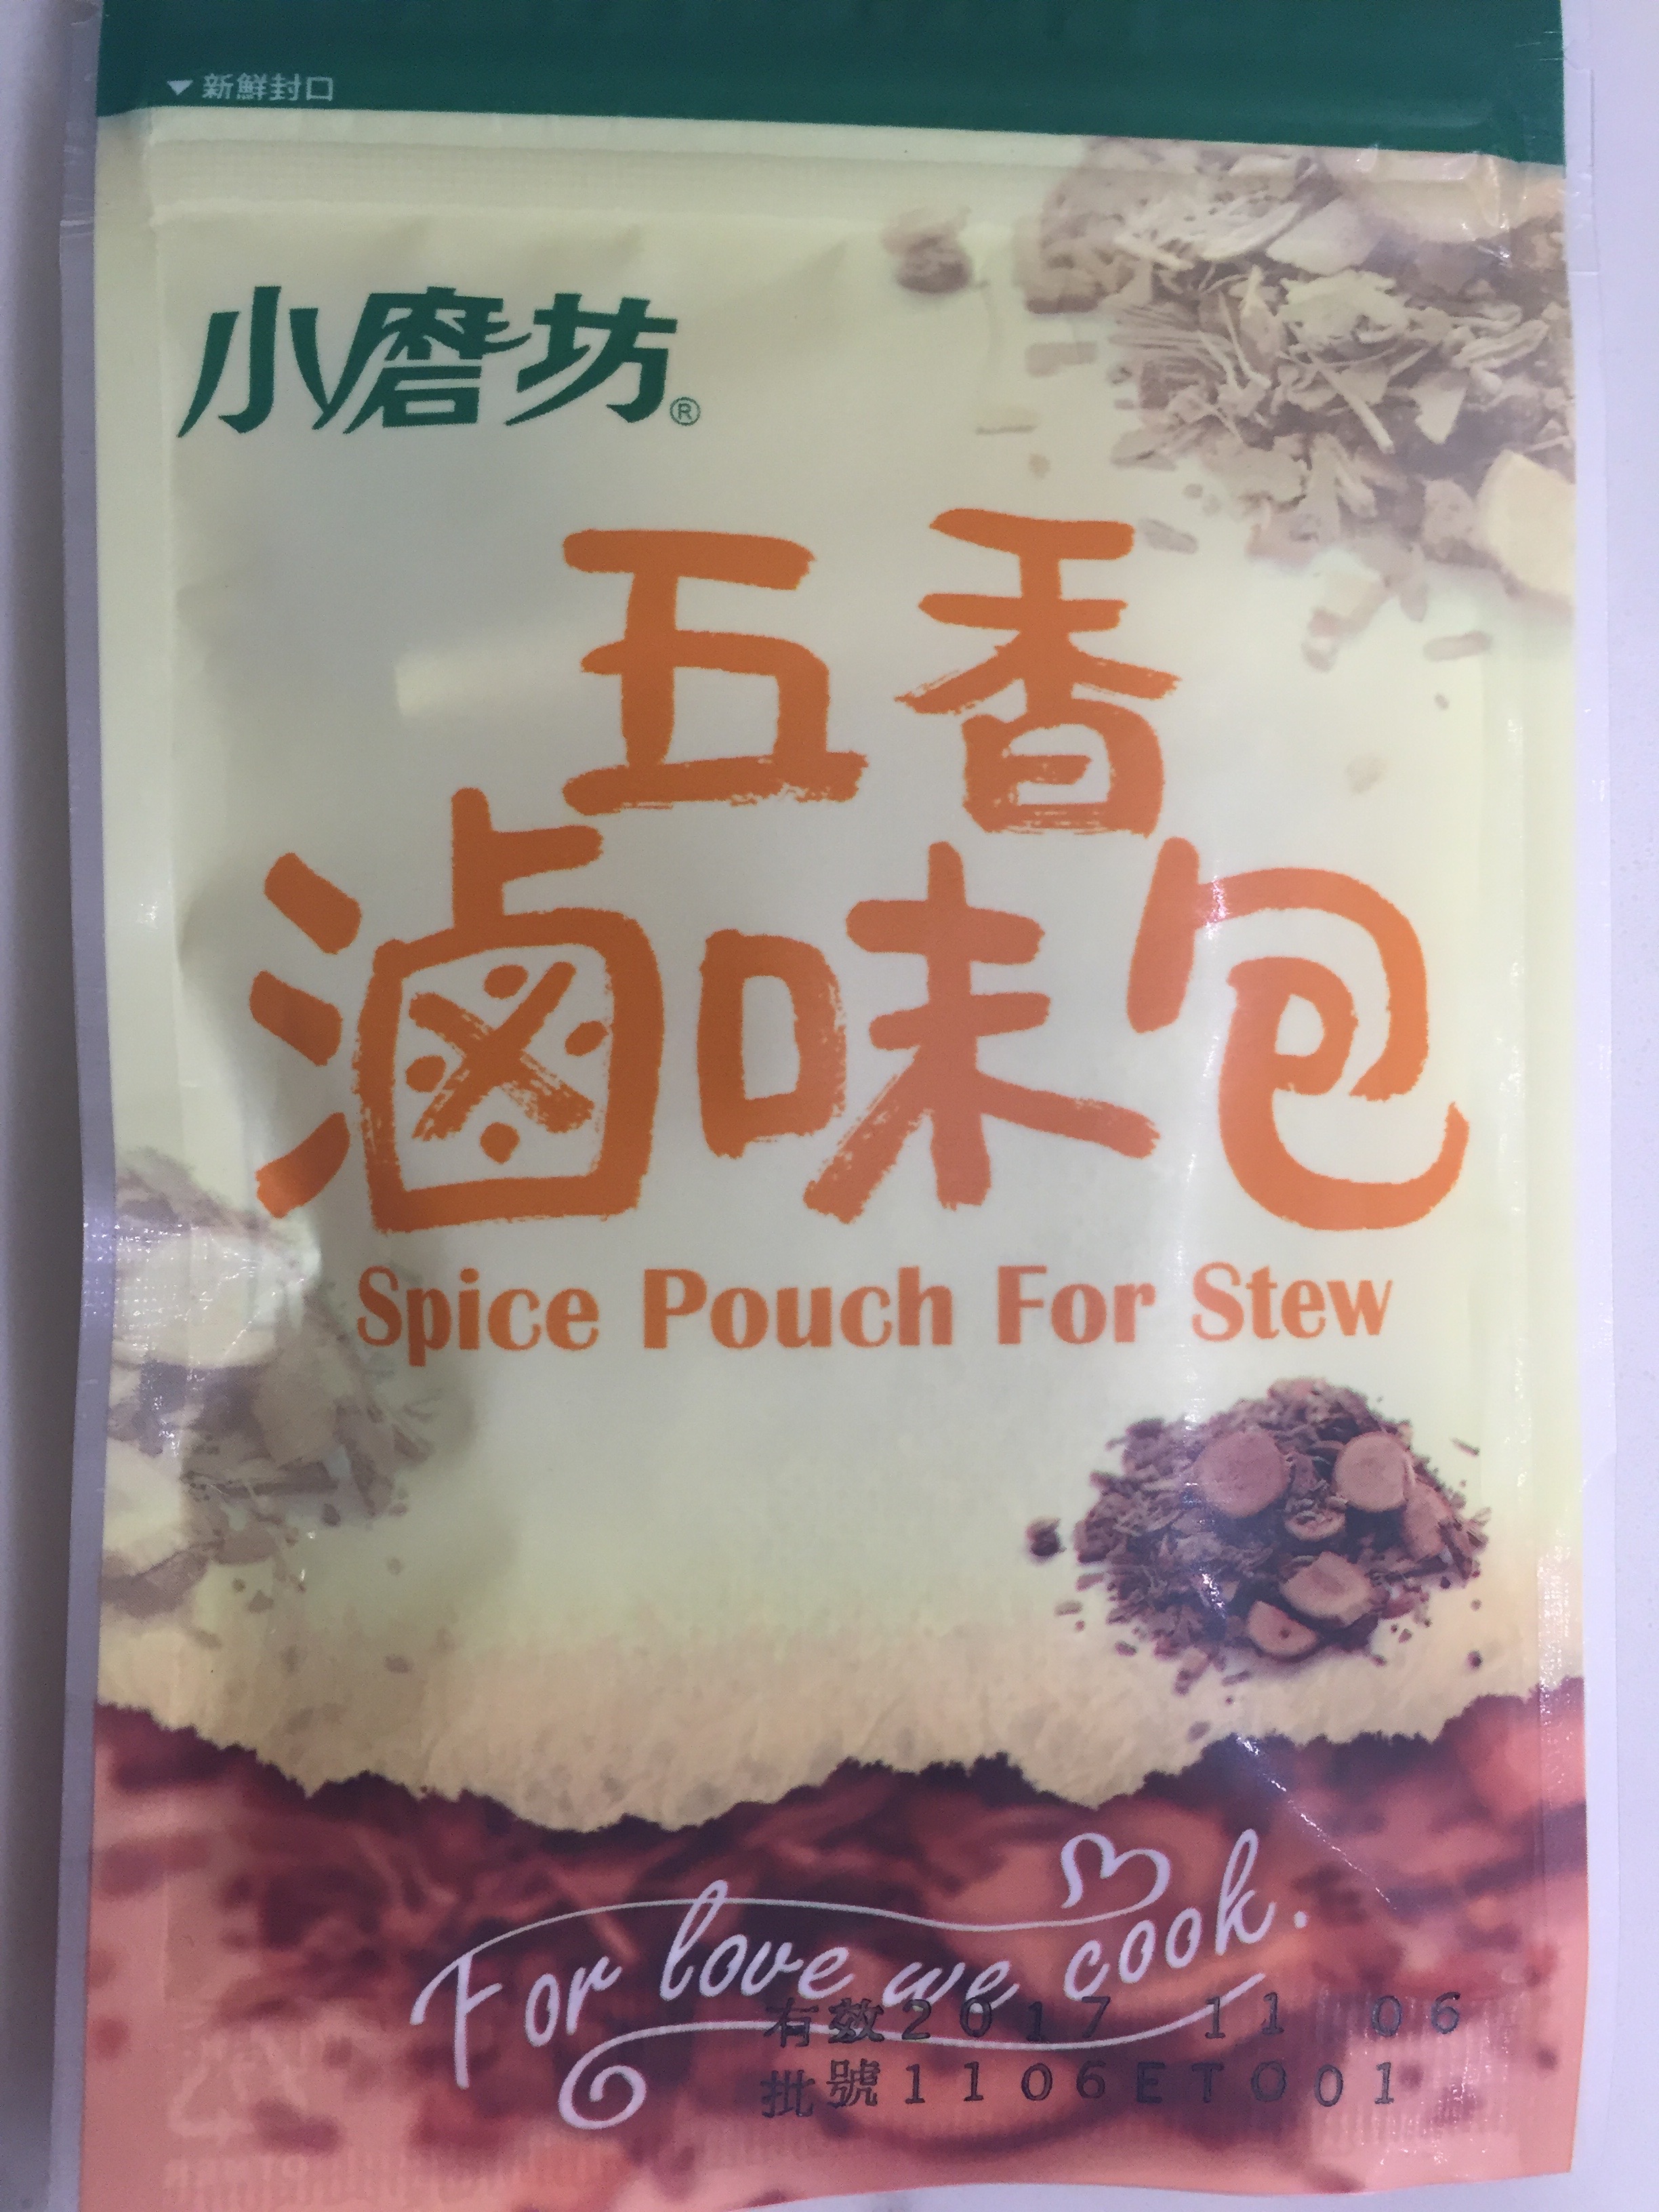 ▼新鮮封口
小磨坊®
五香
滷味包
Spice Pouch For Stew
For love we cook.
有效2017 11 06
批號1106ET001